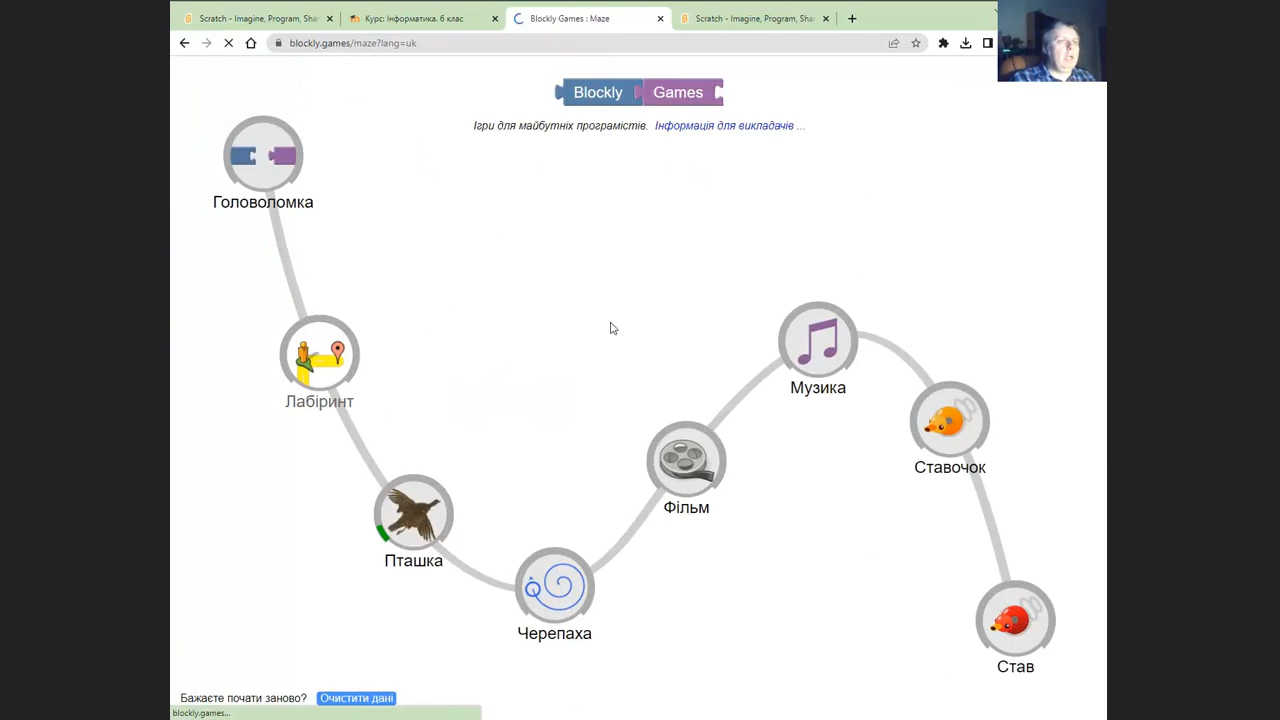 Scratch - Imagine, Program, Sha
Курс: Інформатика. 6 клас
Blockly Games : Maze
Scratch - Imagine, Program, Sha
blockly.games/maze?lang=uk
Blockly Games
Ігри для майбутніх програмістів. Інформація для викладачів ...
Головоломка
Лабіринт
Музика
Ставочок
Фільм
Пташка
Черепаха
Став
Бажаєте почати заново? Очистити дані
blockly.games...